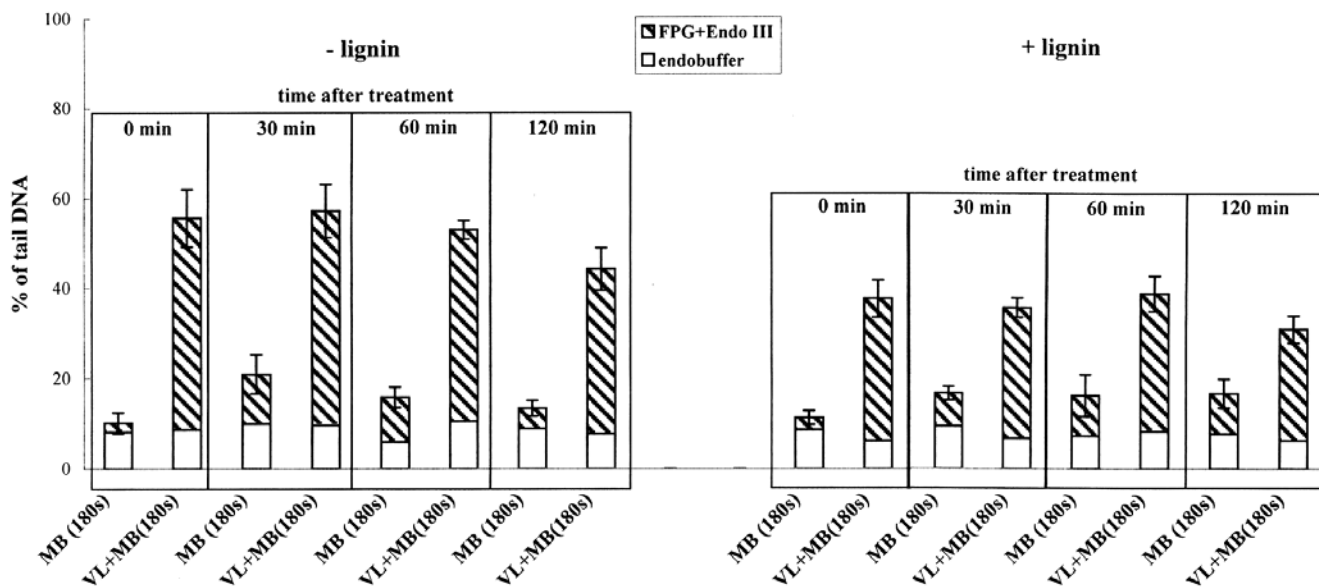 100
80
60
40
20
0
% of tail DNA
FPG+Endo III
endobuffer
- lignin
time after treatment
0 min 30 min 60 min 120 min
MB (180s) VL+MB(180s) MB (180s) VL+MB(180s) MB (180s) VL+MB(180s) MB (180s) VL+MB(180s)
+ lignin
time after treatment
0 min 30 min 60 min 120 min
MB (180s) VL+MB(180s) MB (180s) VL+MB(180s) MB (180s) VL+MB(180s) MB (180s) VL+MB(180s)